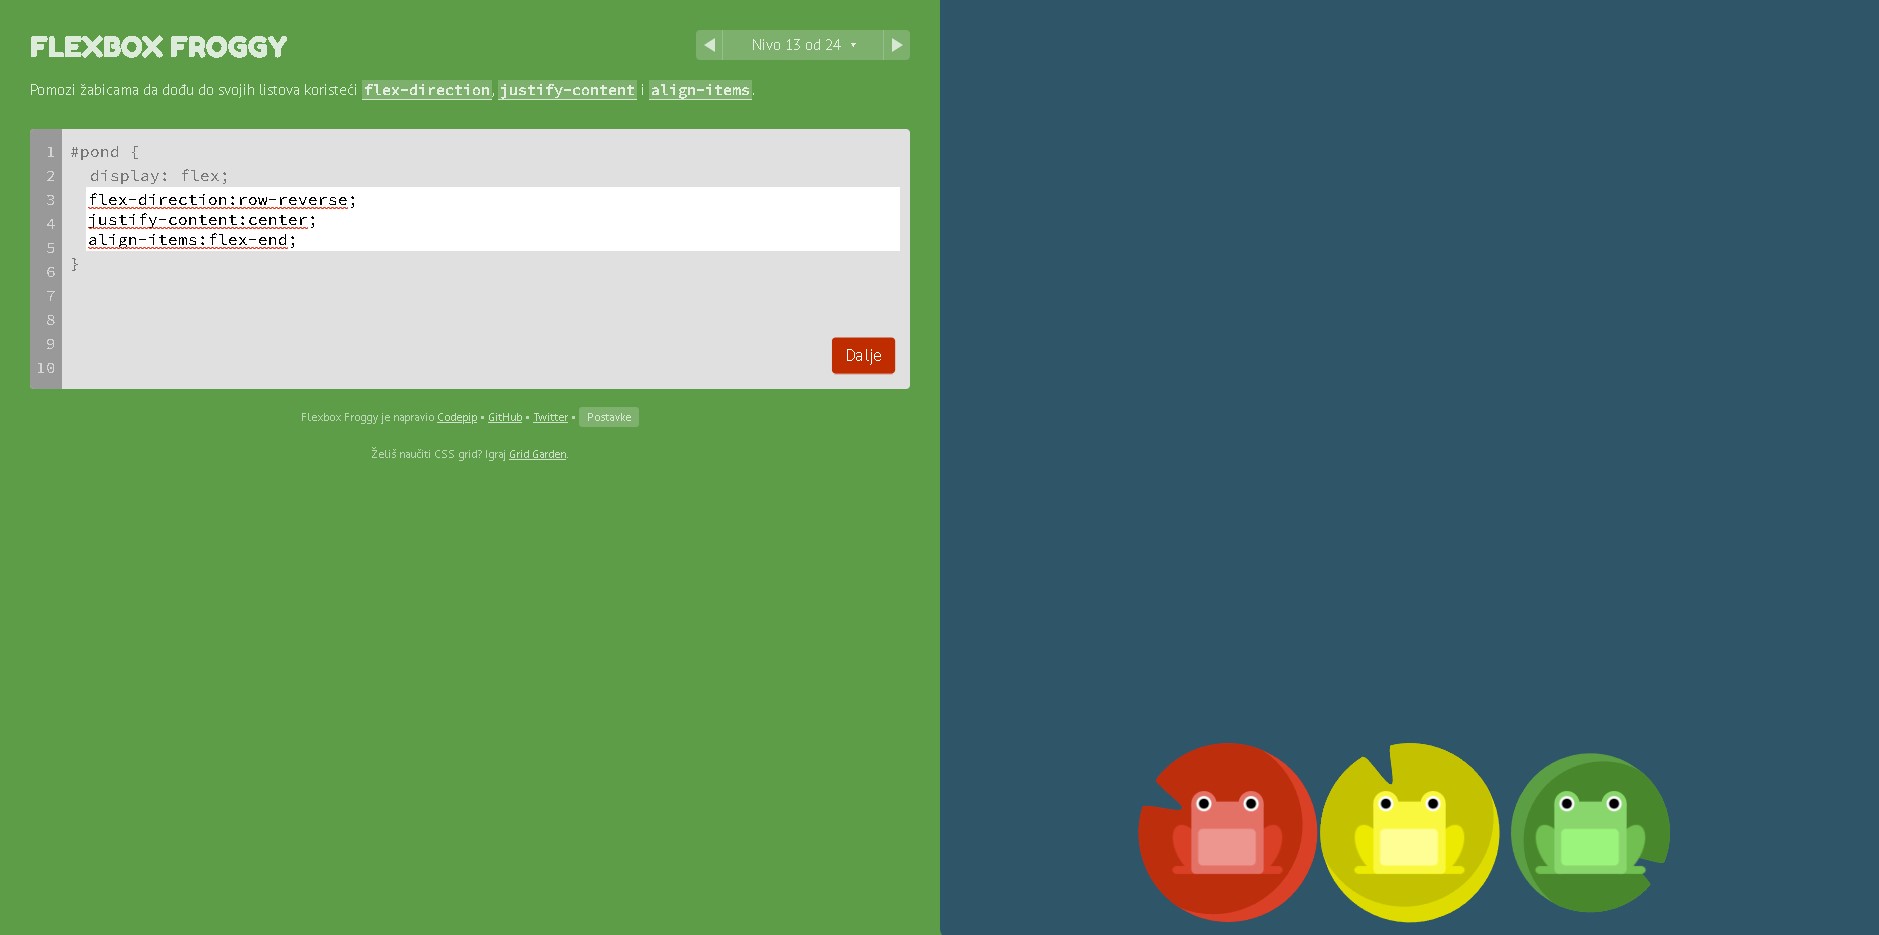 FLEXBOX FROGGY
Nivo 13 od 24
Pomozi žabicama da dođu do svojih listova koristeći flex-direction, justify-content i align-items.
1 #pond {
2 display: flex;
3 flex-direction:row-reverse;
4 justify-content:center;
5 align-items:flex-end;
6 }
7
8
9
10
Dalje
Flexbox Froggy je napravio Codepip • GitHub • Twitter • Postavke
Želiš naučiti CSS grid? Igraj Grid Garden.